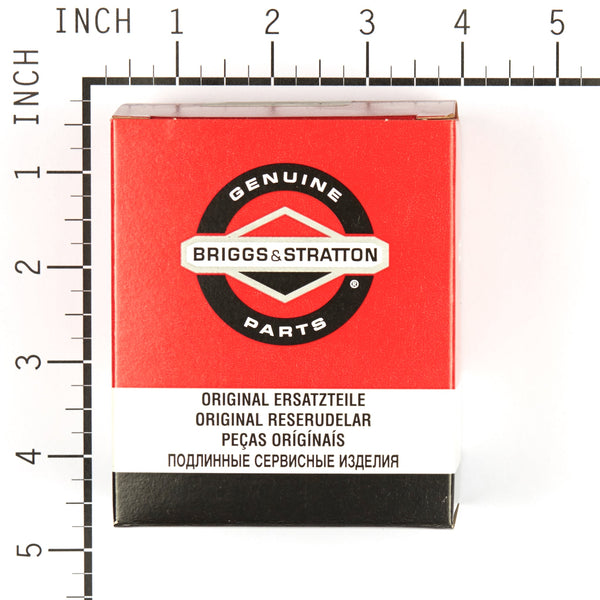 INCH 1 2 3 4 5
INCH
1
2
3
4
5
GENUINE
BRIGGS&STRATTON
®
PARTS
ORIGINAL ERSATZTEILE
ORIGINAL RESERUDELAR
PEÇAS ORÍGÍNAÍS
ПОДЛИННЫЕ СЕРВИСНЫЕ ИЗДЕЛИЯ